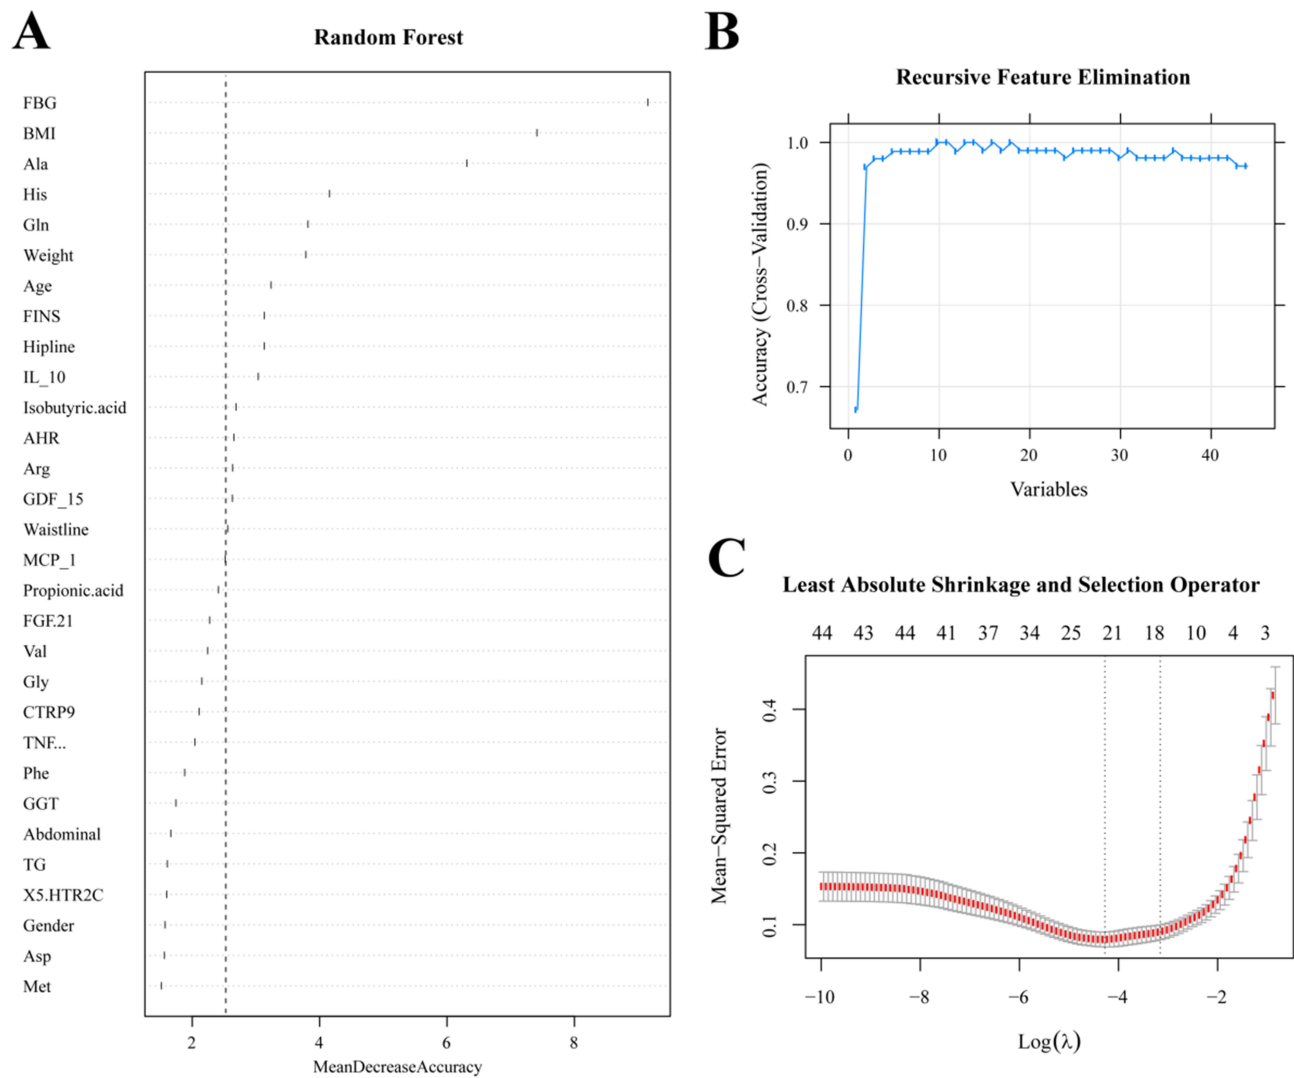 A
Random Forest
FBG
BMI
Ala
His
Gln
Weight
Age
FINS
Hipline
IL_10
Isobutyric.acid
AHR
Arg
GDF_15
Waistline
MCP_1
Propionic.acid
FGF.21
Val
Gly
CTRP9
TNF...
Phe
GGT
Abdominal
TG
X5.HTR2C
Gender
Asp
Met
2 4 6 8
MeanDecreaseAccuracy
B
Recursive Feature Elimination
Accuracy (Cross−Validation)
1.0
0.9
0.8
0.7
0 10 20 30 40
Variables
C
Least Absolute Shrinkage and Selection Operator
44 43 44 41 37 34 25 21 18 10 4 3
Mean−Squared Error
0.4
0.3
0.2
0.1
−10 −8 −6 −4 −2
Log(λ)